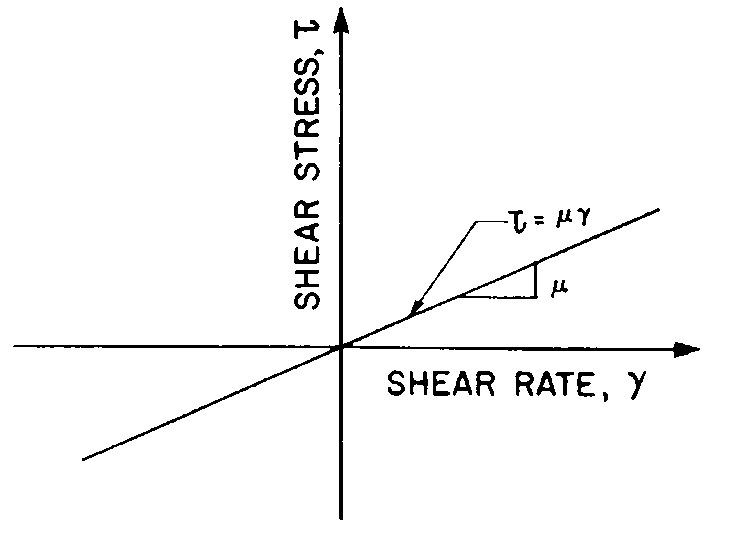 SHEAR STRESS, τ
τ = μγ
μ
SHEAR RATE, γ